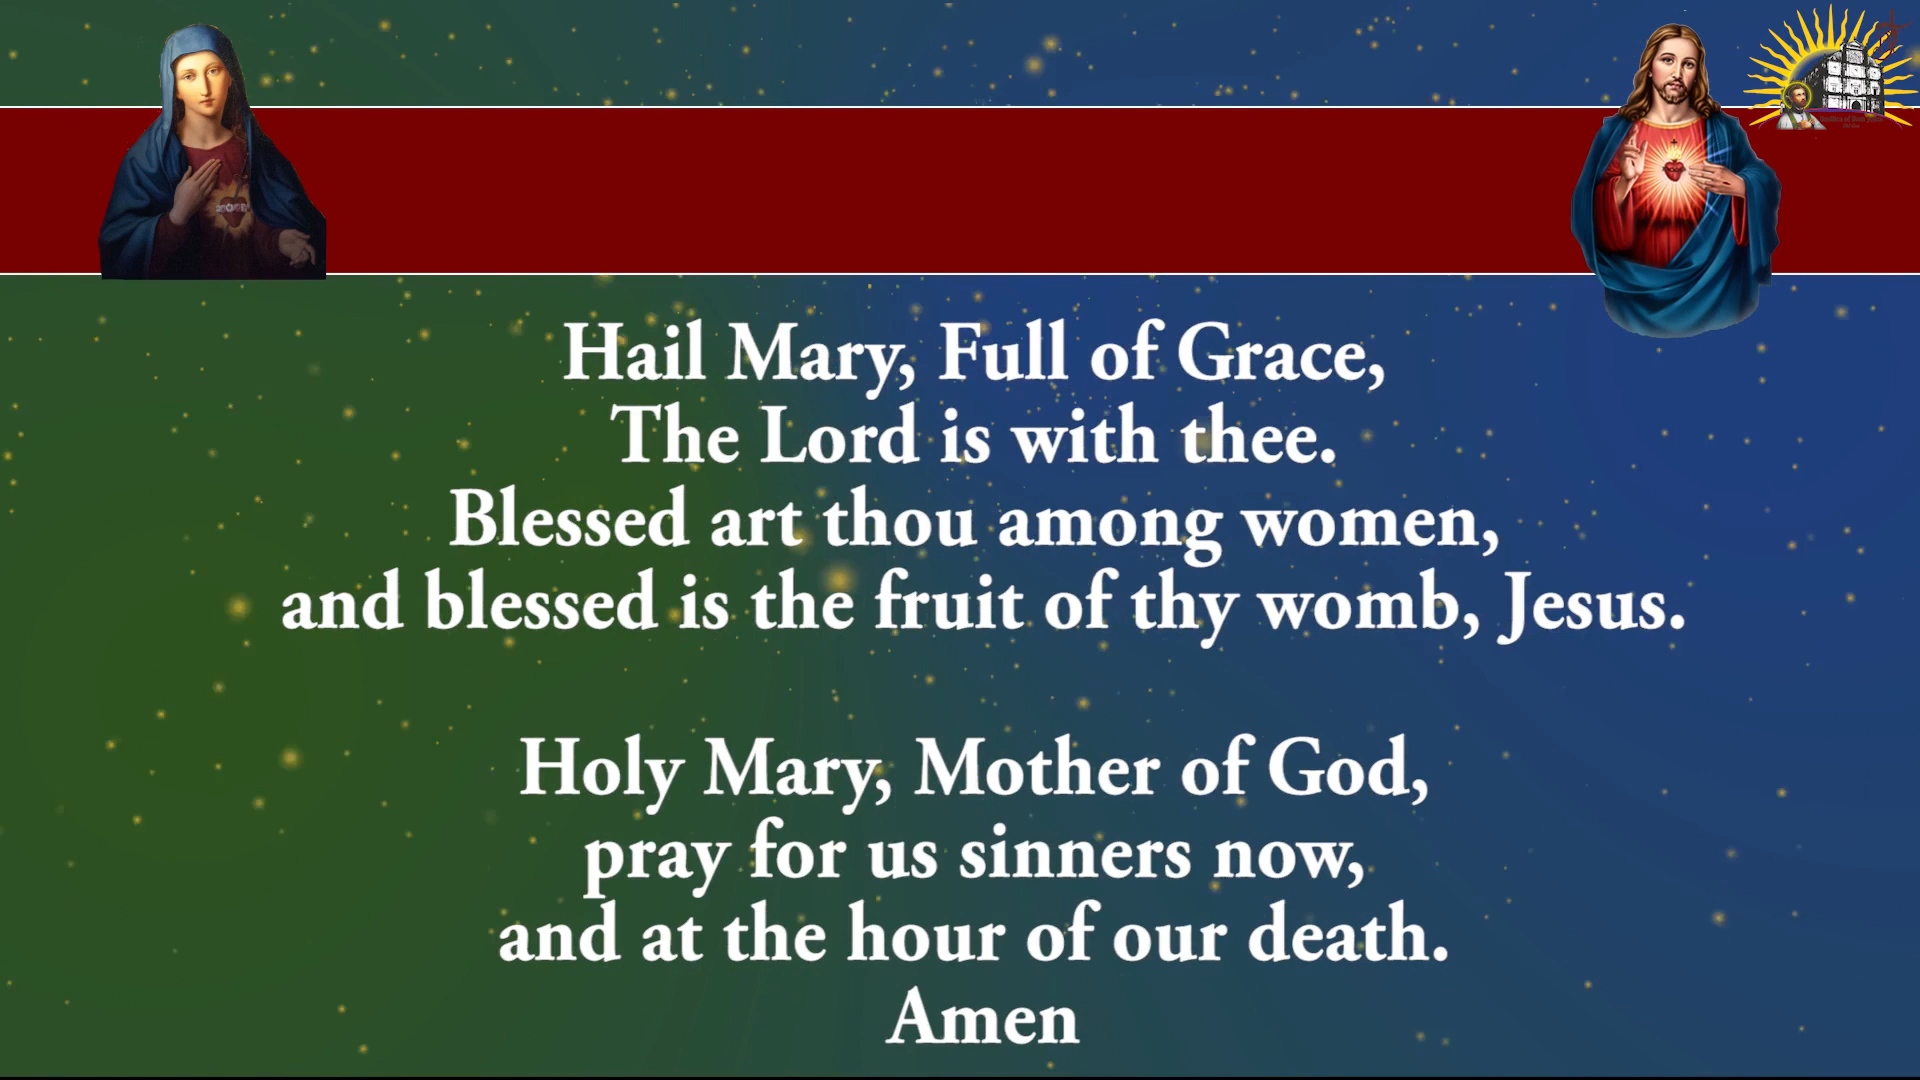 Hail Mary, Full of Grace,
The Lord is with thee.
Blessed art thou among women,
and blessed is the fruit of thy womb, Jesus.
Holy Mary, Mother of God,
pray for us sinners now,
and at the hour of our death.
Amen